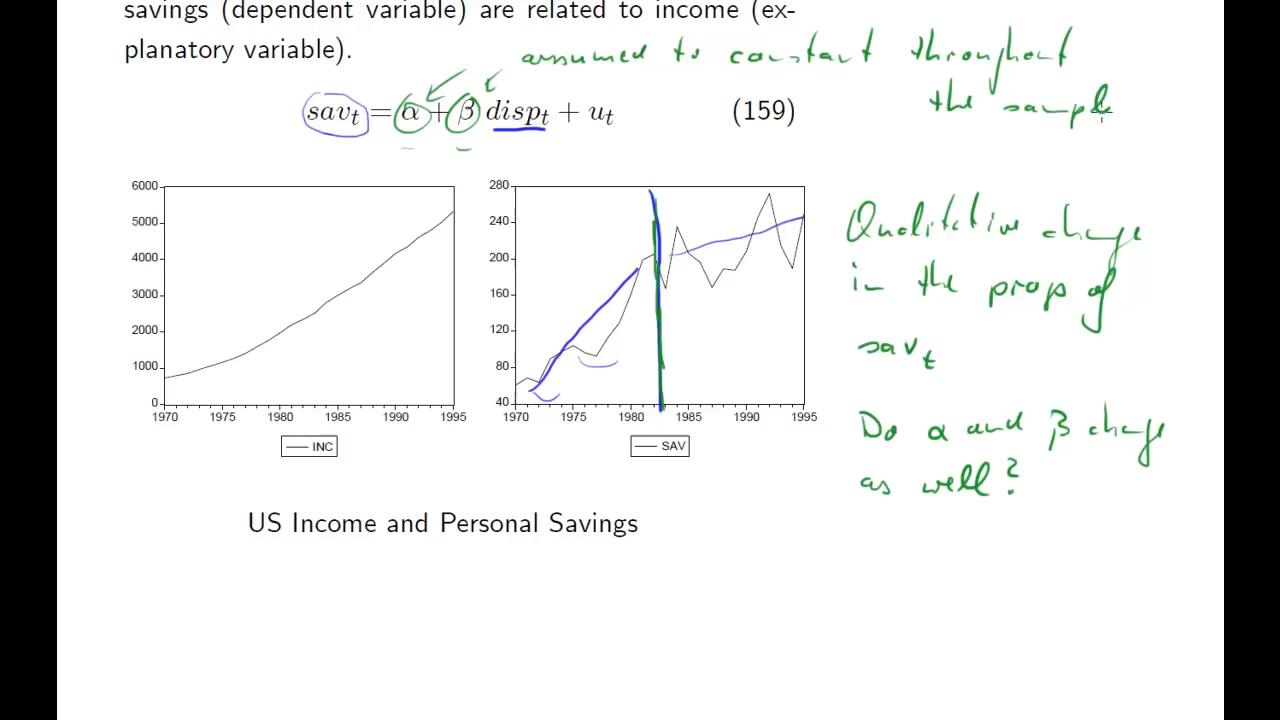 savings (dependent variable) are related to income (ex-
planatory variable).
assumed to constant throughout
the sample
sav_t = α + β disp_t + u_t (159)
6000
5000
4000
3000
2000
1000
0
1970 1975 1980 1985 1990 1995
INC
280
240
200
160
120
80
40
1970 1975 1980 1985 1990 1995
SAV
Qualitative change
in the props of
sav_t
Do α and β change
as well?
US Income and Personal Savings